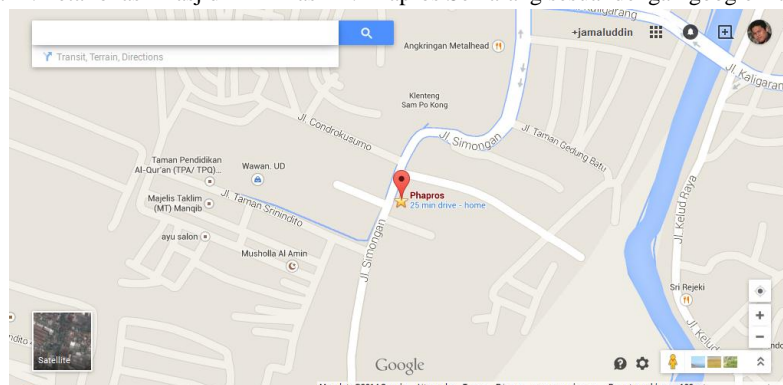 +jamaluddin
Transit, Terrain, Directions
Angkringan Metalhead
Jl. Kaligarang
Klenteng
Sam Po Kong
Jl. Condrokusumo
Jl. Simongan
Jl. Taman Gedung Batu
Taman Pendidikan
Al-Qur'an (TPA/ TPQ)...
Wawan. UD
Majelis Taklim
(MT) Manqib
Jl. Taman Srinindito
Phapros
25 min drive - home
Jl. Kelud Raya
ayu salon
Musholla Al Amin
Jl. Simongan
Sri Rejeki
Satellite
Google
Jl. Kelud